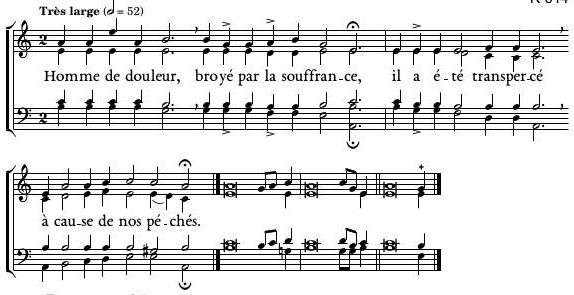 Très large (𝅗𝅥 = 52)
Homme de douleur, broyé par la souffran-ce, il a é-té transper-cé
à cau-se de nos pé-chés.